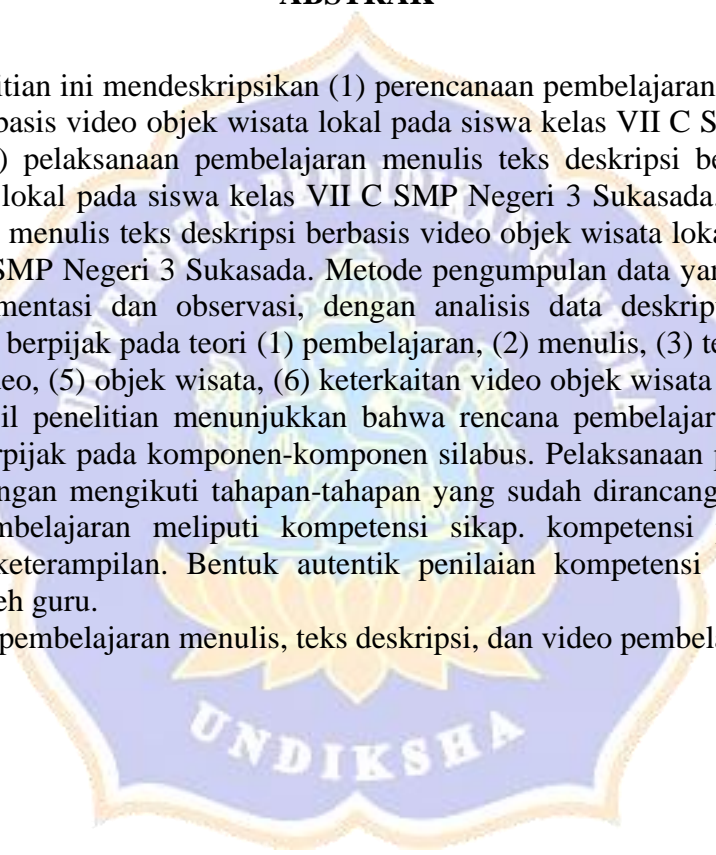 ABSTRAK
itian ini mendeskripsikan (1) perencanaan pembelajaran
basis video objek wisata lokal pada siswa kelas VII C S
) pelaksanaan pembelajaran menulis teks deskripsi be
lokal pada siswa kelas VII C SMP Negeri 3 Sukasada.
menulis teks deskripsi berbasis video objek wisata loka
SMP Negeri 3 Sukasada. Metode pengumpulan data yan
mentasi dan observasi, dengan analisis data deskrip
berpijak pada teori (1) pembelajaran, (2) menulis, (3) te
deo, (5) objek wisata, (6) keterkaitan video objek wisata
sil penelitian menunjukkan bahwa rencana pembelajar
rpijak pada komponen-komponen silabus. Pelaksanaan p
ngan mengikuti tahapan-tahapan yang sudah dirancang
mbelajaran meliputi kompetensi sikap. kompetensi
keterampilan. Bentuk autentik penilaian kompetensi
eh guru.
pembelajaran menulis, teks deskripsi, dan video pembela
UNDIKSHA